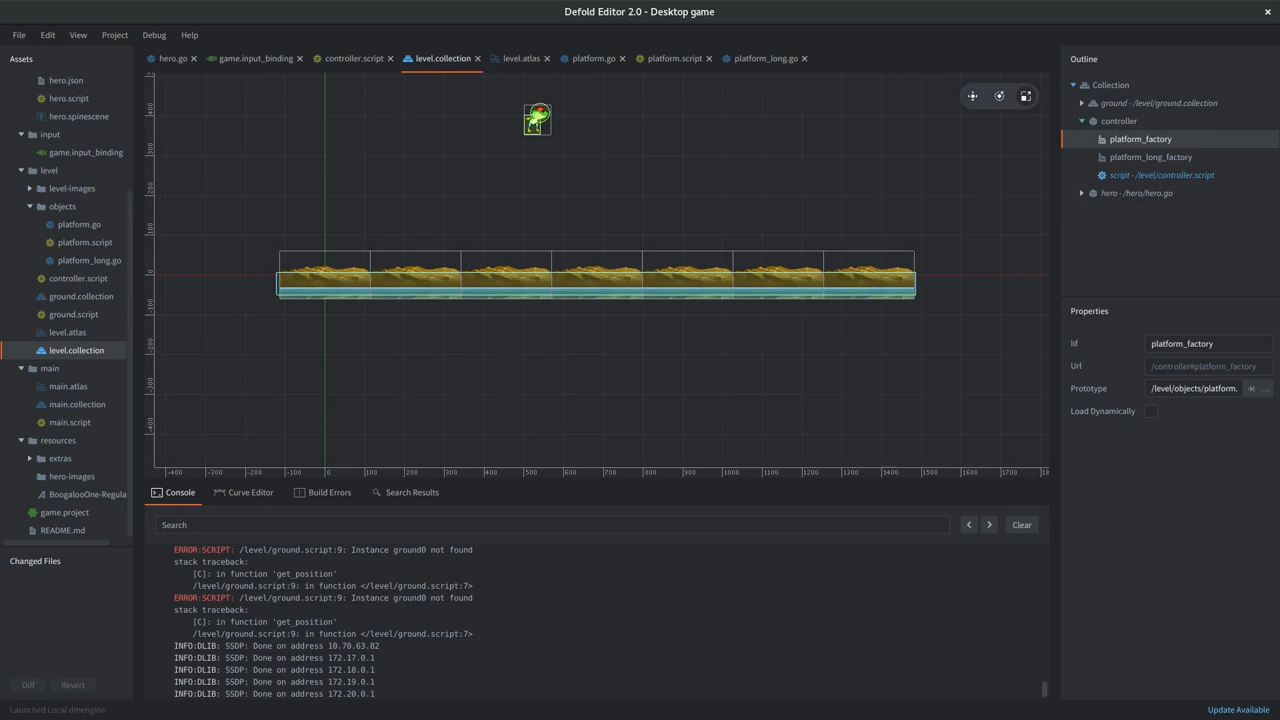 Defold Editor 2.0 - Desktop game
File Edit View Project Debug Help
Assets
hero.json
hero.script
hero.spinescene
input
game.input_binding
level
level-images
objects
platform.go
platform.script
platform_long.go
controller.script
ground.collection
ground.script
level.atlas
level.collection
main
main.atlas
main.collection
main.script
resources
extras
hero-images
BoogalooOne-Regula
game.project
README.md
Changed Files
Diff Revert
hero.go game.input_binding controller.script level.collection level.atlas platform.go platform.script platform_long.go
400
300
200
100
0
-100
-200
-300
-400
-400 -300 -200 -100 0 100 200 300 400 500 600 700 800 900 1000 1100 1200 1300 1400 1500 1600 1700 18
Console Curve Editor Build Errors Search Results
Search
Clear
ERROR:SCRIPT: /level/ground.script:9: Instance ground0 not found
stack traceback:
[C]: in function 'get_position'
/level/ground.script:9: in function </level/ground.script:7>
ERROR:SCRIPT: /level/ground.script:9: Instance ground0 not found
stack traceback:
[C]: in function 'get_position'
/level/ground.script:9: in function </level/ground.script:7>
INFO:DLIB: SSDP: Done on address 10.70.63.82
INFO:DLIB: SSDP: Done on address 172.17.0.1
INFO:DLIB: SSDP: Done on address 172.18.0.1
INFO:DLIB: SSDP: Done on address 172.19.0.1
INFO:DLIB: SSDP: Done on address 172.20.0.1
Outline
Collection
ground - /level/ground.collection
controller
platform_factory
platform_long_factory
script - /level/controller.script
hero - /hero/hero.go
Properties
Id platform_factory
Url /controller#platform_factory
Prototype /level/objects/platform. ...
Load Dynamically
Launched Local dmengine
Update Available